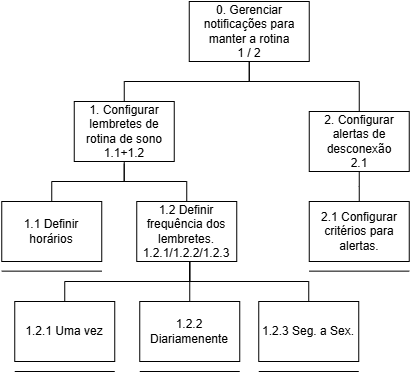 0. Gerenciar
notificações para
manter a rotina
1 / 2
1. Configurar
lembretes de
rotina de sono
1.1+1.2
2. Configurar
alertas de
desconexão
2.1
1.1 Definir
horários
1.2 Definir
frequência dos
lembretes.
1.2.1/1.2.2/1.2.3
2.1 Configurar
critérios para
alertas.
1.2.1 Uma vez
1.2.2
Diariamenente
1.2.3 Seg. a Sex.